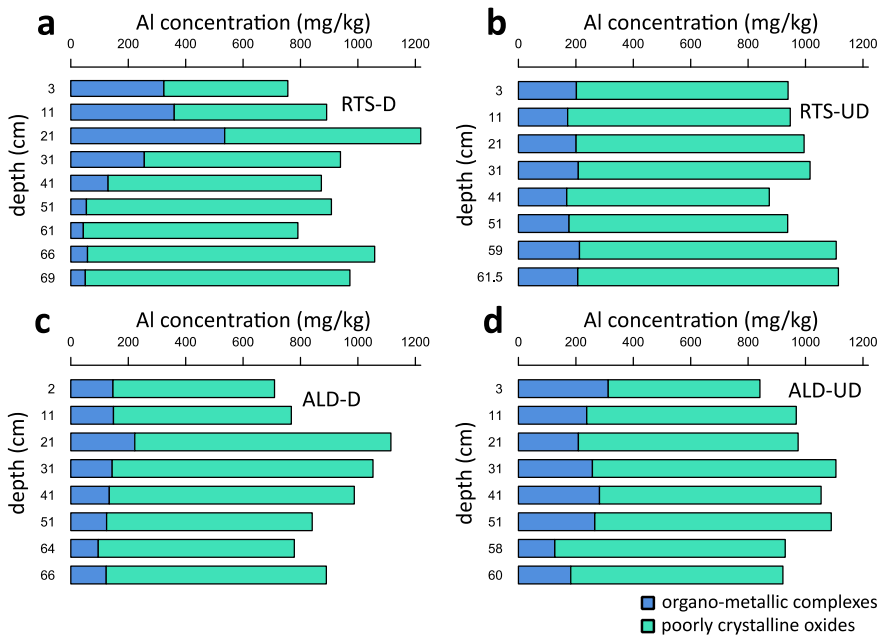 a
Al concentration (mg/kg)
0 200 400 600 800 1000 1200
depth (cm)
RTS-D
3
11
21
31
41
51
61
66
69
b
Al concentration (mg/kg)
0 200 400 600 800 1000 1200
depth (cm)
RTS-UD
3
11
21
31
41
51
59
61.5
c
Al concentration (mg/kg)
0 200 400 600 800 1000 1200
depth (cm)
ALD-D
2
11
21
31
41
51
64
66
d
Al concentration (mg/kg)
0 200 400 600 800 1000 1200
depth (cm)
ALD-UD
3
11
21
31
41
51
58
60
organo-metallic complexes
poorly crystalline oxides